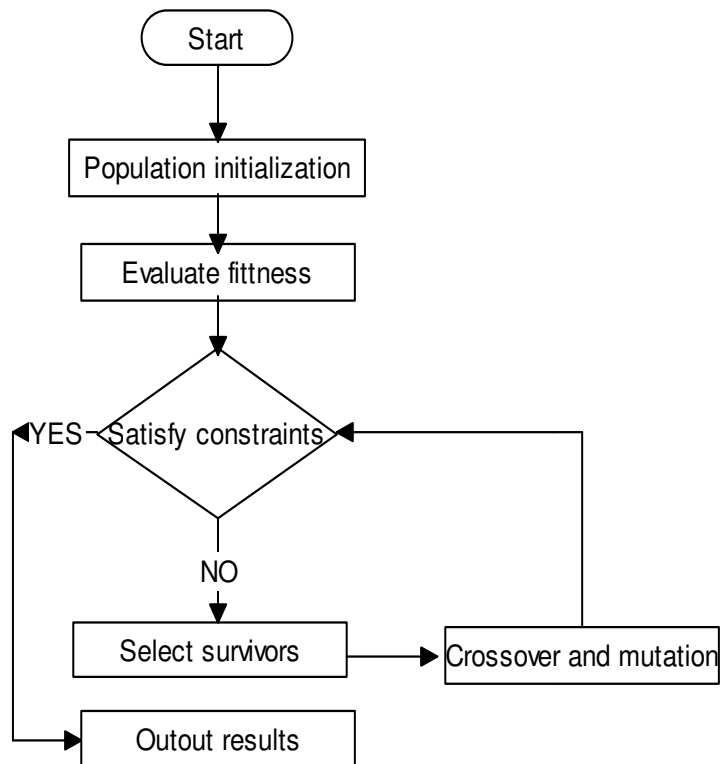 Start
Population initialization
Evaluate fittness
Satisfy constraints
YES
NO
Select survivors
Crossover and mutation
Outout results